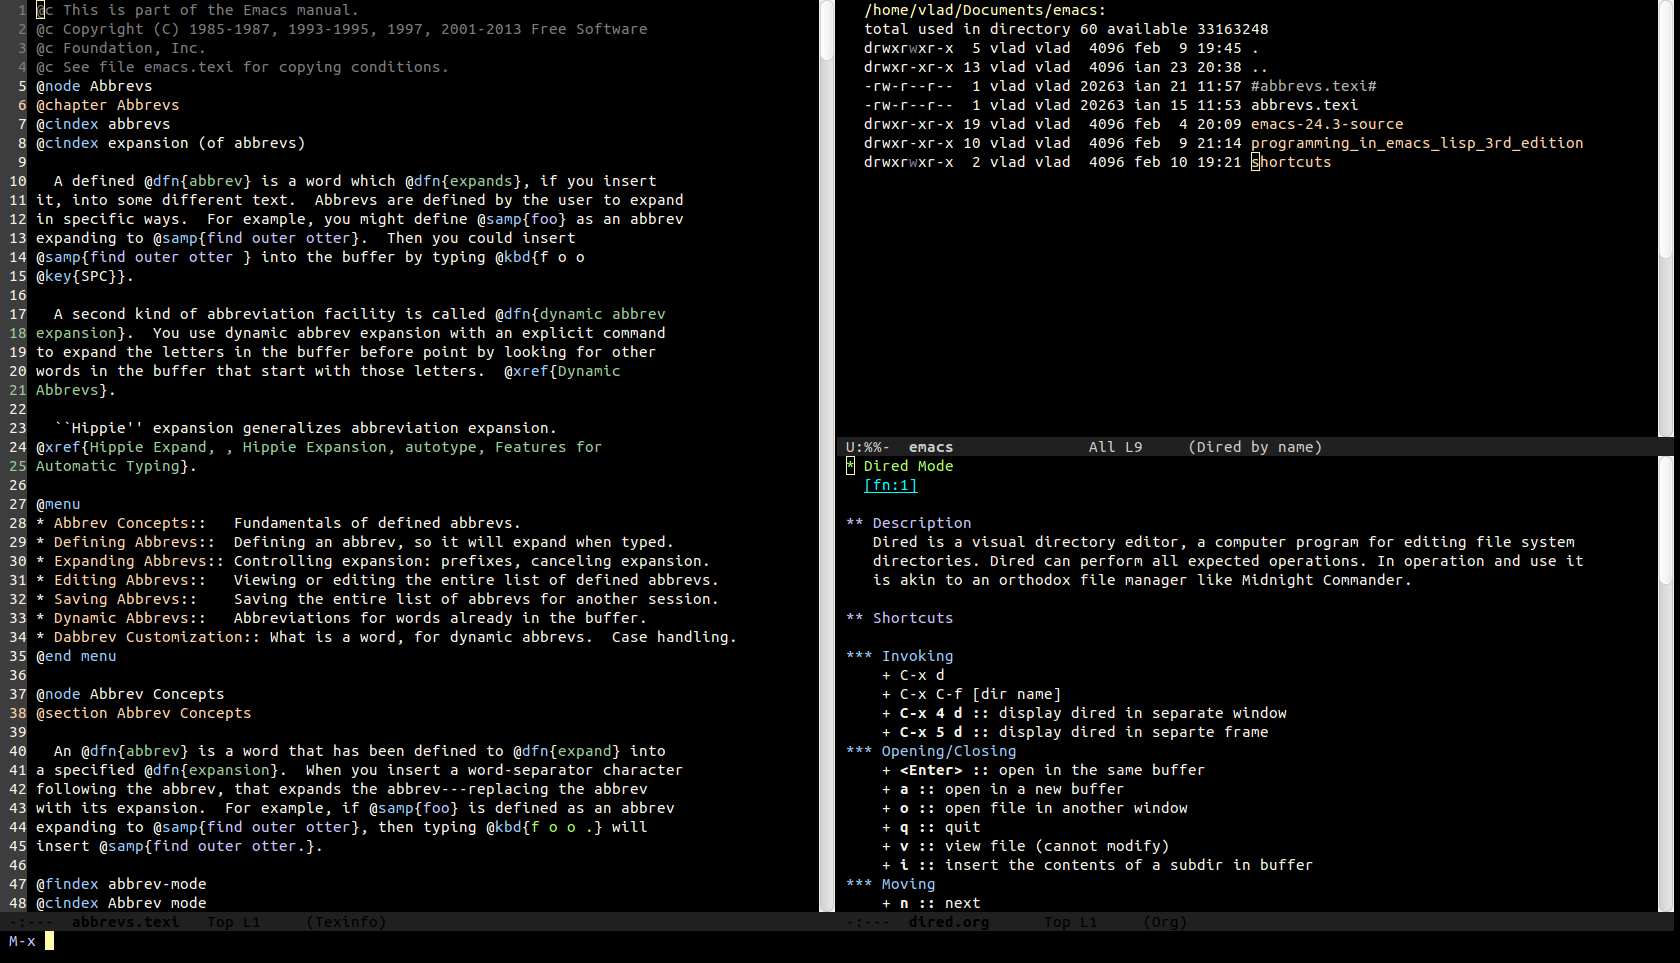 1 @c This is part of the Emacs manual.
2 @c Copyright (C) 1985-1987, 1993-1995, 1997, 2001-2013 Free Software
3 @c Foundation, Inc.
4 @c See file emacs.texi for copying conditions.
5 @node Abbrevs
6 @chapter Abbrevs
7 @cindex abbrevs
8 @cindex expansion (of abbrevs)
9
10   A defined @dfn{abbrev} is a word which @dfn{expands}, if you insert
11 it, into some different text.  Abbrevs are defined by the user to expand
12 in specific ways.  For example, you might define @samp{foo} as an abbrev
13 expanding to @samp{find outer otter}.  Then you could insert
14 @samp{find outer otter } into the buffer by typing @kbd{f o o
15 @key{SPC}}.
16
17   A second kind of abbreviation facility is called @dfn{dynamic abbrev
18 expansion}.  You use dynamic abbrev expansion with an explicit command
19 to expand the letters in the buffer before point by looking for other
20 words in the buffer that start with those letters.  @xref{Dynamic
21 Abbrevs}.
22
23   ``Hippie'' expansion generalizes abbreviation expansion.
24 @xref{Hippie Expand, , Hippie Expansion, autotype, Features for
25 Automatic Typing}.
26
27 @menu
28 * Abbrev Concepts::   Fundamentals of defined abbrevs.
29 * Defining Abbrevs::  Defining an abbrev, so it will expand when typed.
30 * Expanding Abbrevs:: Controlling expansion: prefixes, canceling expansion.
31 * Editing Abbrevs::   Viewing or editing the entire list of defined abbrevs.
32 * Saving Abbrevs::    Saving the entire list of abbrevs for another session.
33 * Dynamic Abbrevs::   Abbreviations for words already in the buffer.
34 * Dabbrev Customization:: What is a word, for dynamic abbrevs.  Case handling.
35 @end menu
36
37 @node Abbrev Concepts
38 @section Abbrev Concepts
39
40   An @dfn{abbrev} is a word that has been defined to @dfn{expand} into
41 a specified @dfn{expansion}.  When you insert a word-separator character
42 following the abbrev, that expands the abbrev---replacing the abbrev
43 with its expansion.  For example, if @samp{foo} is defined as an abbrev
44 expanding to @samp{find outer otter}, then typing @kbd{f o o .} will
45 insert @samp{find outer otter.}.
46
47 @findex abbrev-mode
48 @cindex Abbrev mode
-:---  abbrevs.texi   Top L1     (Texinfo)
/home/vlad/Documents/emacs:
total used in directory 60 available 33163248
drwxrwxr-x  5 vlad vlad  4096 feb  9 19:45 .
drwxr-xr-x 13 vlad vlad  4096 ian 23 20:38 ..
-rw-r--r--  1 vlad vlad 20263 ian 21 11:57 #abbrevs.texi#
-rw-r--r--  1 vlad vlad 20263 ian 15 11:53 abbrevs.texi
drwxr-xr-x 19 vlad vlad  4096 feb  4 20:09 emacs-24.3-source
drwxr-xr-x 10 vlad vlad  4096 feb  9 21:14 programming_in_emacs_lisp_3rd_edition
drwxrwxr-x  2 vlad vlad  4096 feb 10 19:21 shortcuts
U:%%-  emacs               All L9     (Dired by name)
* Dired Mode
[fn:1]
** Description
Dired is a visual directory editor, a computer program for editing file system
directories. Dired can perform all expected operations. In operation and use it
is akin to an orthodox file manager like Midnight Commander.
** Shortcuts
*** Invoking
+ C-x d
+ C-x C-f [dir name]
+ C-x 4 d :: display dired in separate window
+ C-x 5 d :: display dired in separte frame
*** Opening/Closing
+ <Enter> :: open in the same buffer
+ a :: open in a new buffer
+ o :: open file in another window
+ q :: quit
+ v :: view file (cannot modify)
+ i :: insert the contents of a subdir in buffer
*** Moving
+ n :: next
-:---  dired.org      Top L1     (Org)
M-x